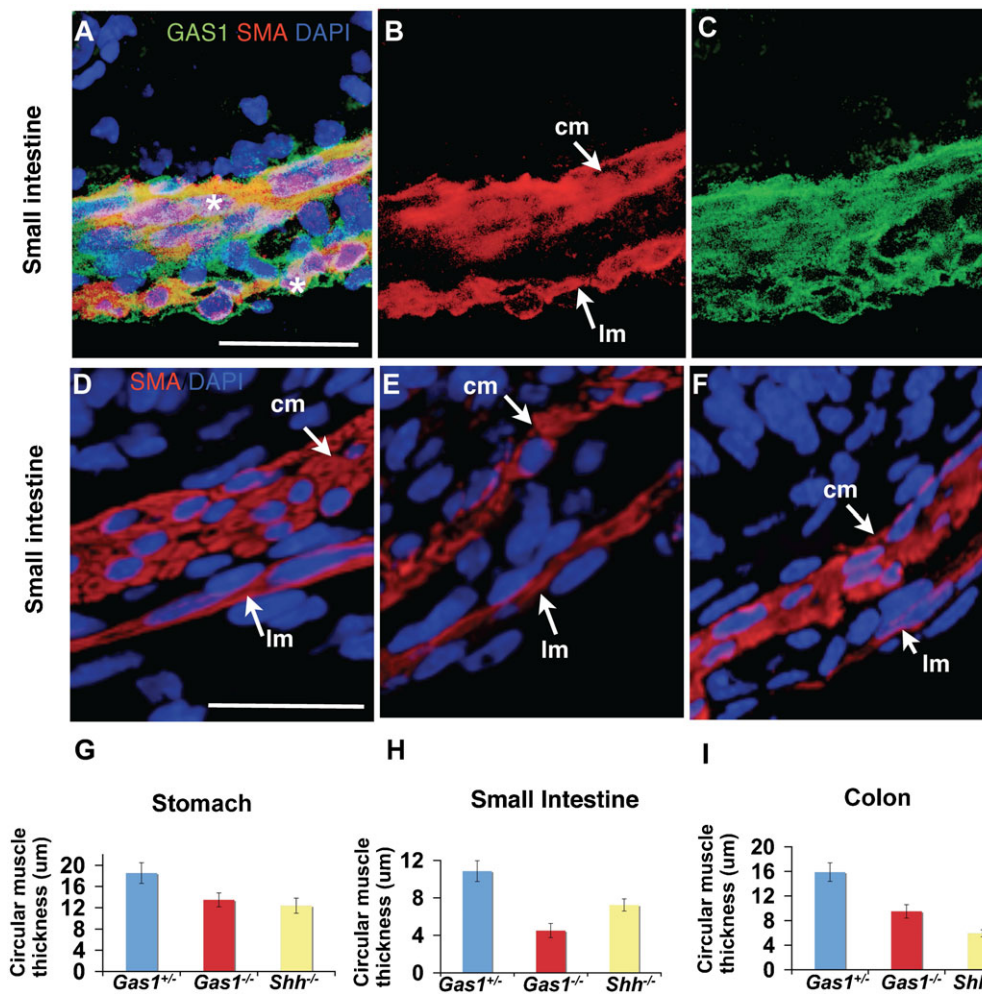 A
GAS1 SMA DAPI
B
cm
lm
C
Small intestine
D
SMA DAPI
cm
lm
E
cm
lm
F
cm
lm
Small intestine
G
Stomach
Circular muscle
thickness (um)
20
16
12
8
4
0
Gas1+/-
Gas1-/-
Shh-/-
H
Small Intestine
Circular muscle
thickness (um)
12
8
4
0
Gas1+/-
Gas1-/-
Shh-/-
I
Colon
Circular muscle
thickness (um)
20
16
12
8
4
0
Gas1+/-
Gas1-/-